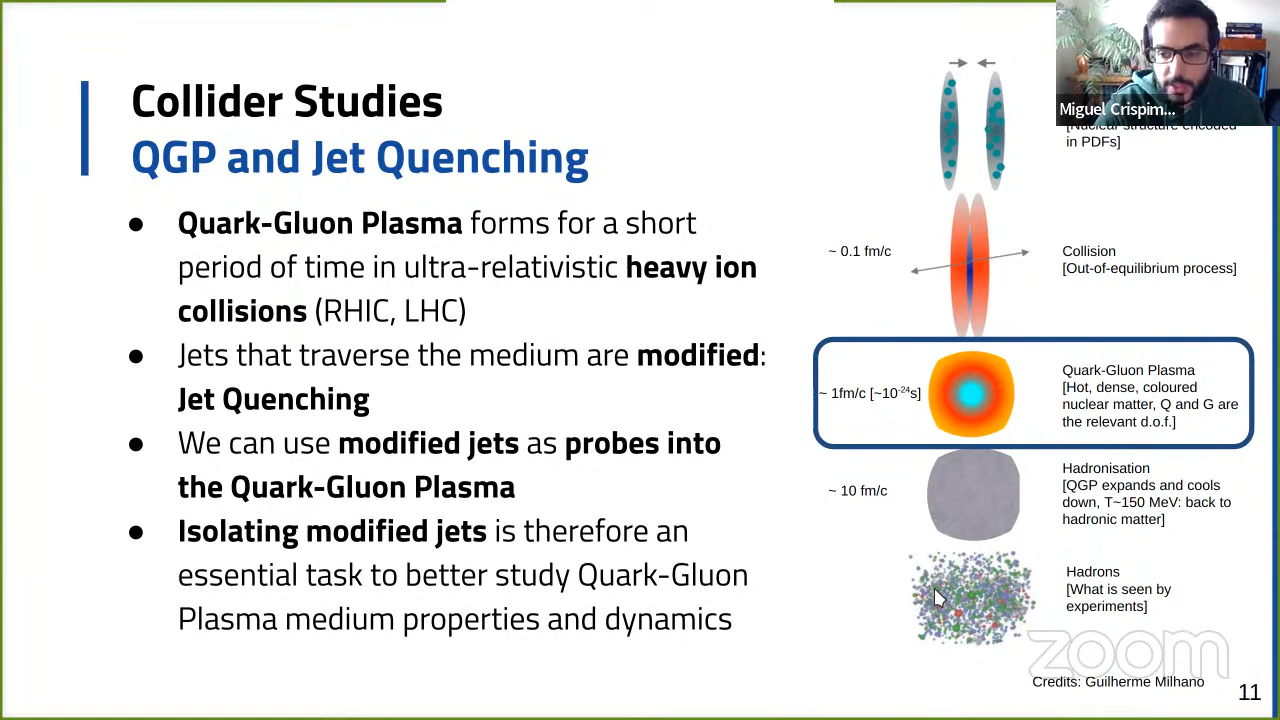 Collider Studies
QGP and Jet Quenching
● Quark-Gluon Plasma forms for a short
period of time in ultra-relativistic heavy ion
collisions (RHIC, LHC)
● Jets that traverse the medium are modified:
Jet Quenching
● We can use modified jets as probes into
the Quark-Gluon Plasma
● Isolating modified jets is therefore an
essential task to better study Quark-Gluon
Plasma medium properties and dynamics
Miguel Crispim...
[Nuclear structure encoded
in PDFs]
~ 0.1 fm/c
Collision
[Out-of-equilibrium process]
~ 1fm/c [~10⁻²⁴s]
Quark-Gluon Plasma
[Hot, dense, coloured
nuclear matter, Q and G are
the relevant d.o.f.]
~ 10 fm/c
Hadronisation
[QGP expands and cools
down, T~150 MeV: back to
hadronic matter]
Hadrons
[What is seen by
experiments]
zoom
Credits: Guilherme Milhano
11